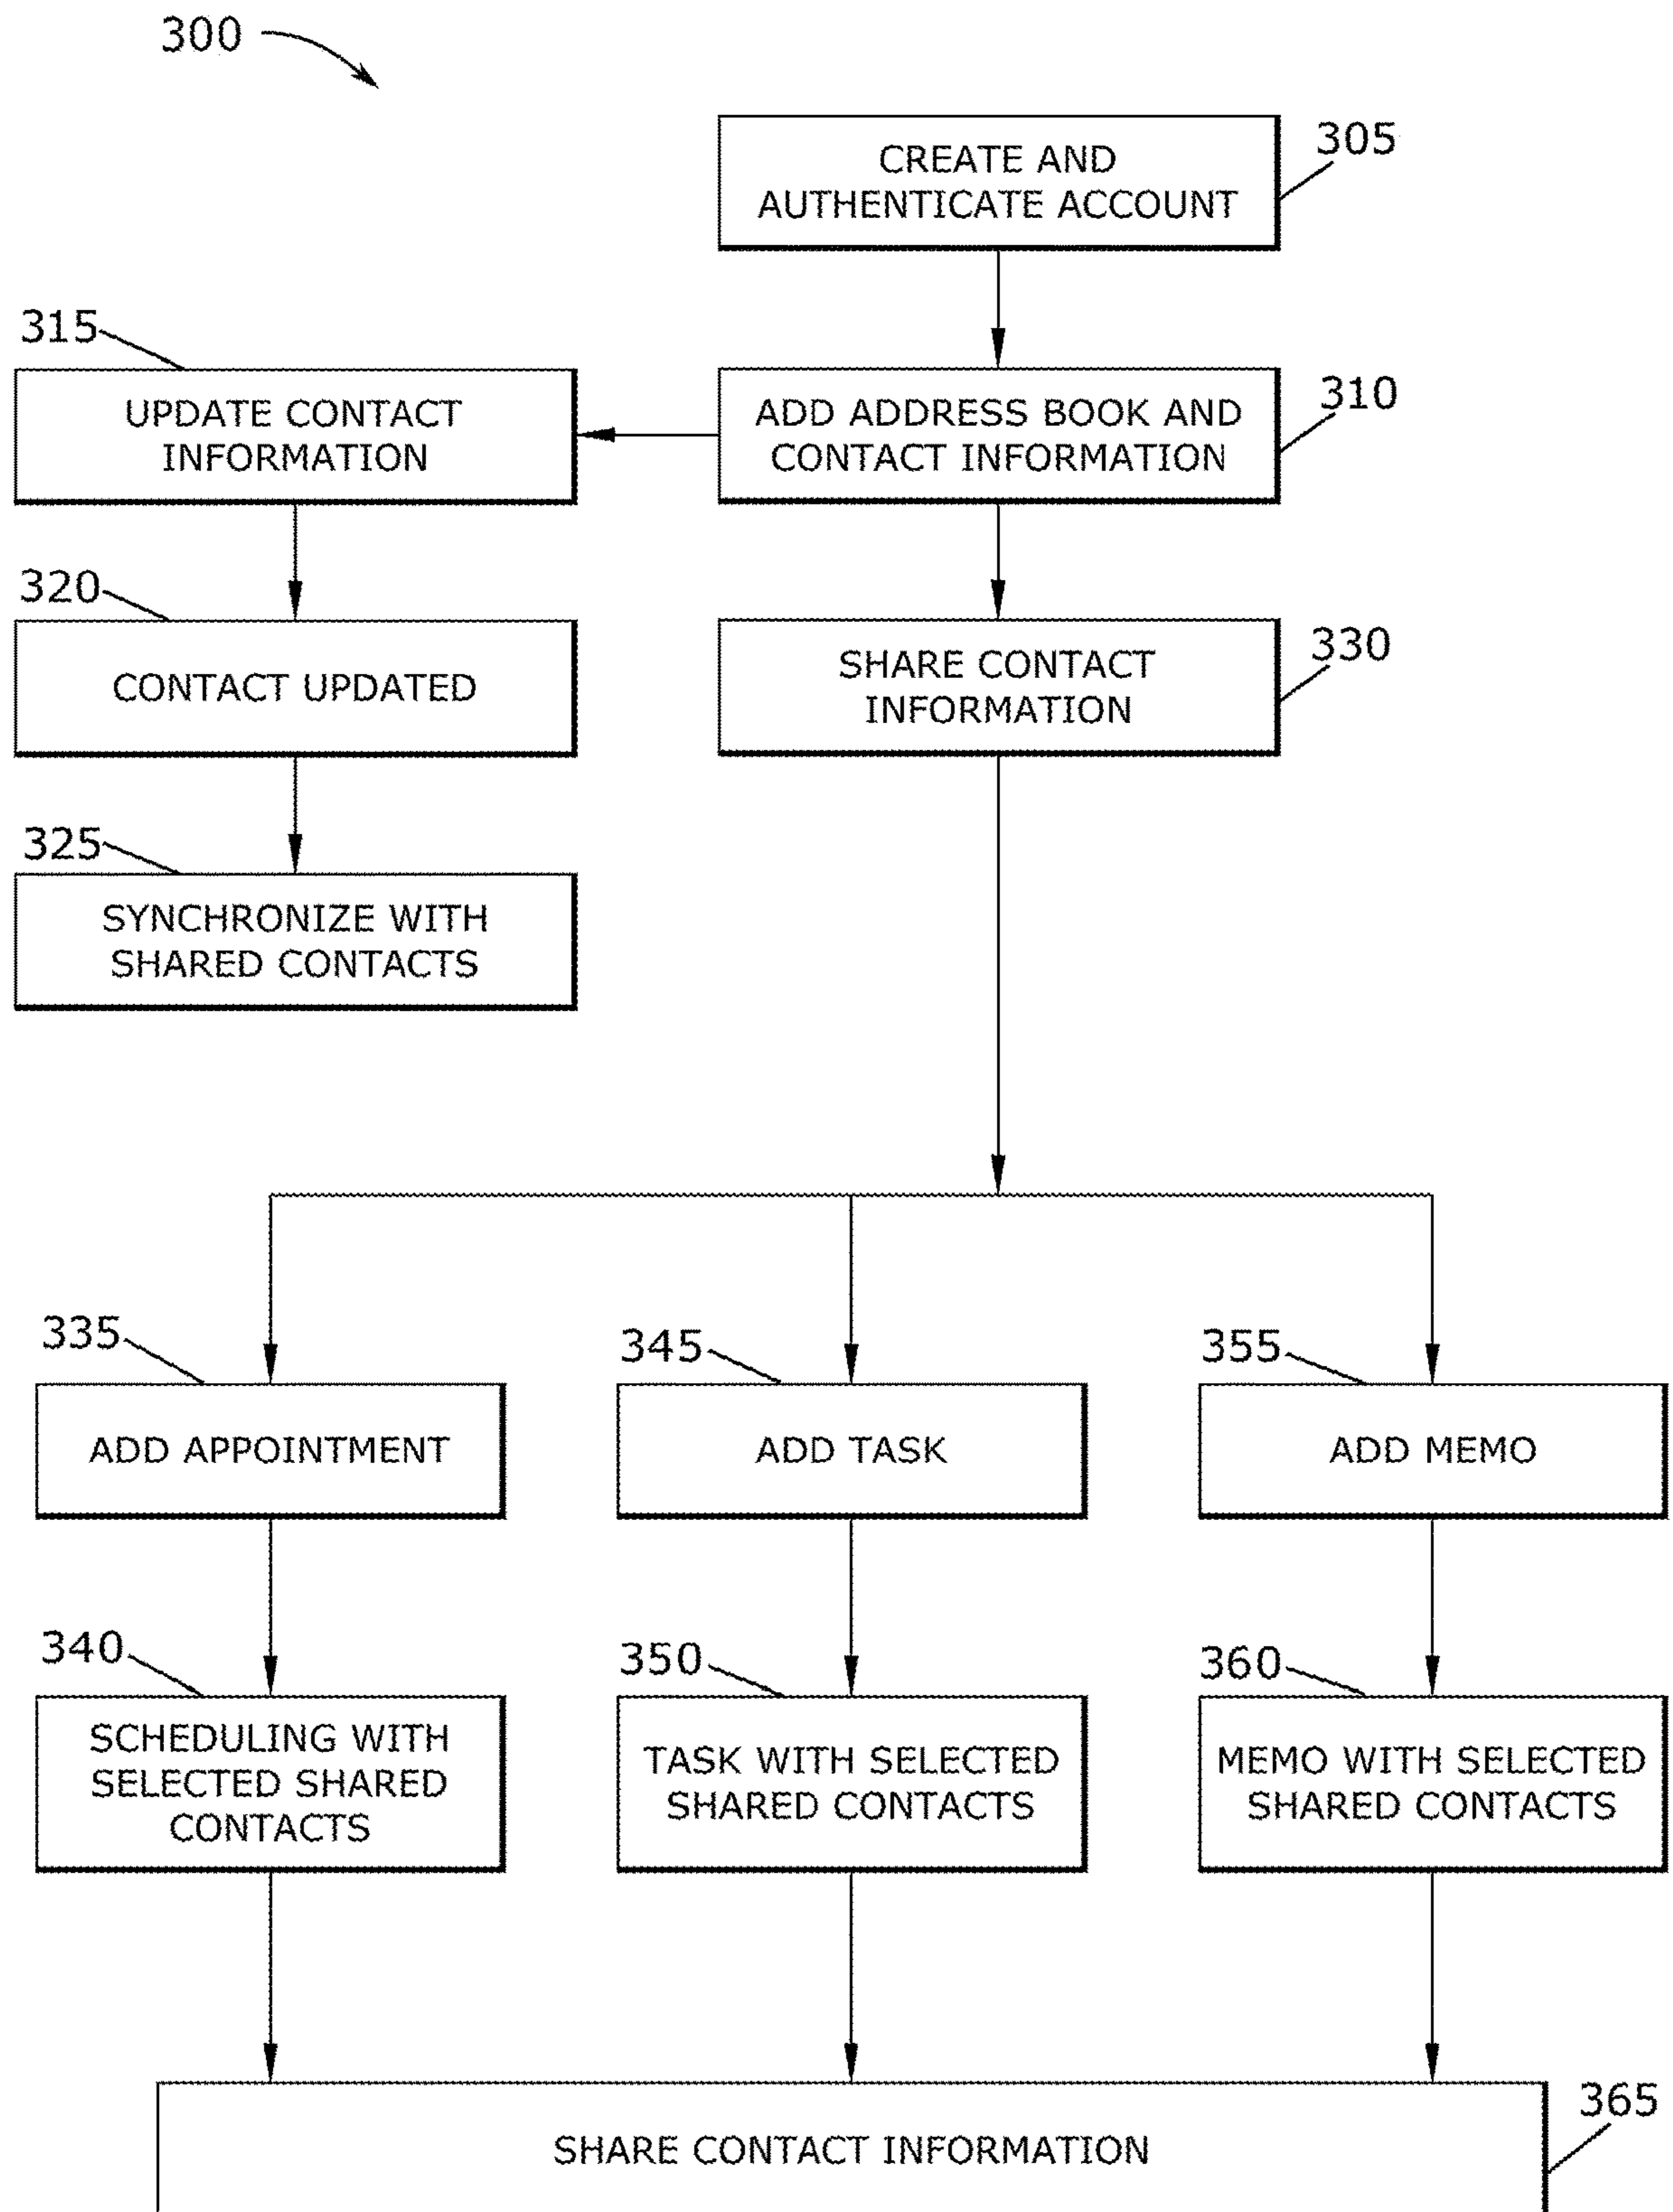 300
CREATE AND
AUTHENTICATE ACCOUNT
305
315
UPDATE CONTACT
INFORMATION
ADD ADDRESS BOOK AND
CONTACT INFORMATION
310
320
CONTACT UPDATED
SHARE CONTACT
INFORMATION
330
325
SYNCHRONIZE WITH
SHARED CONTACTS
335
ADD APPOINTMENT
345
ADD TASK
355
ADD MEMO
340
SCHEDULING WITH
SELECTED SHARED
CONTACTS
350
TASK WITH SELECTED
SHARED CONTACTS
360
MEMO WITH SELECTED
SHARED CONTACTS
SHARE CONTACT INFORMATION
365